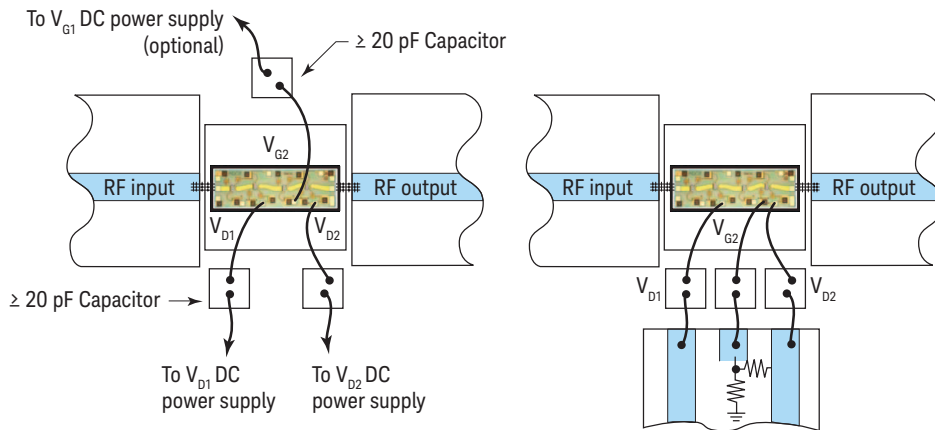 To V_G1 DC power supply
(optional)
≥ 20 pF Capacitor
V_G2
RF input
RF output
V_D1
V_D2
≥ 20 pF Capacitor
To V_D1 DC
power supply
To V_D2 DC
power supply
RF input
RF output
V_G2
V_D1
V_D2